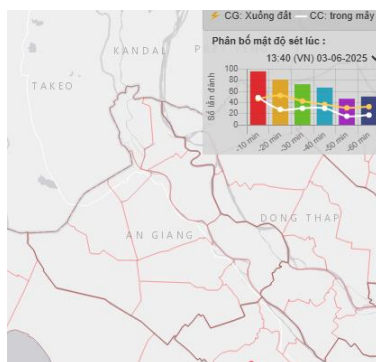 CG: Xuống đất CC: trong mây
Phân bố mật độ sét lúc :
13:40 (VN) 03-06-2025
KANDAL
TAKEO
Số lần đánh
100
80
60
40
20
0
-10 min
-20 min
-30 min
-40 min
-50 min
-60 min
DONG THAP
AN GIANG